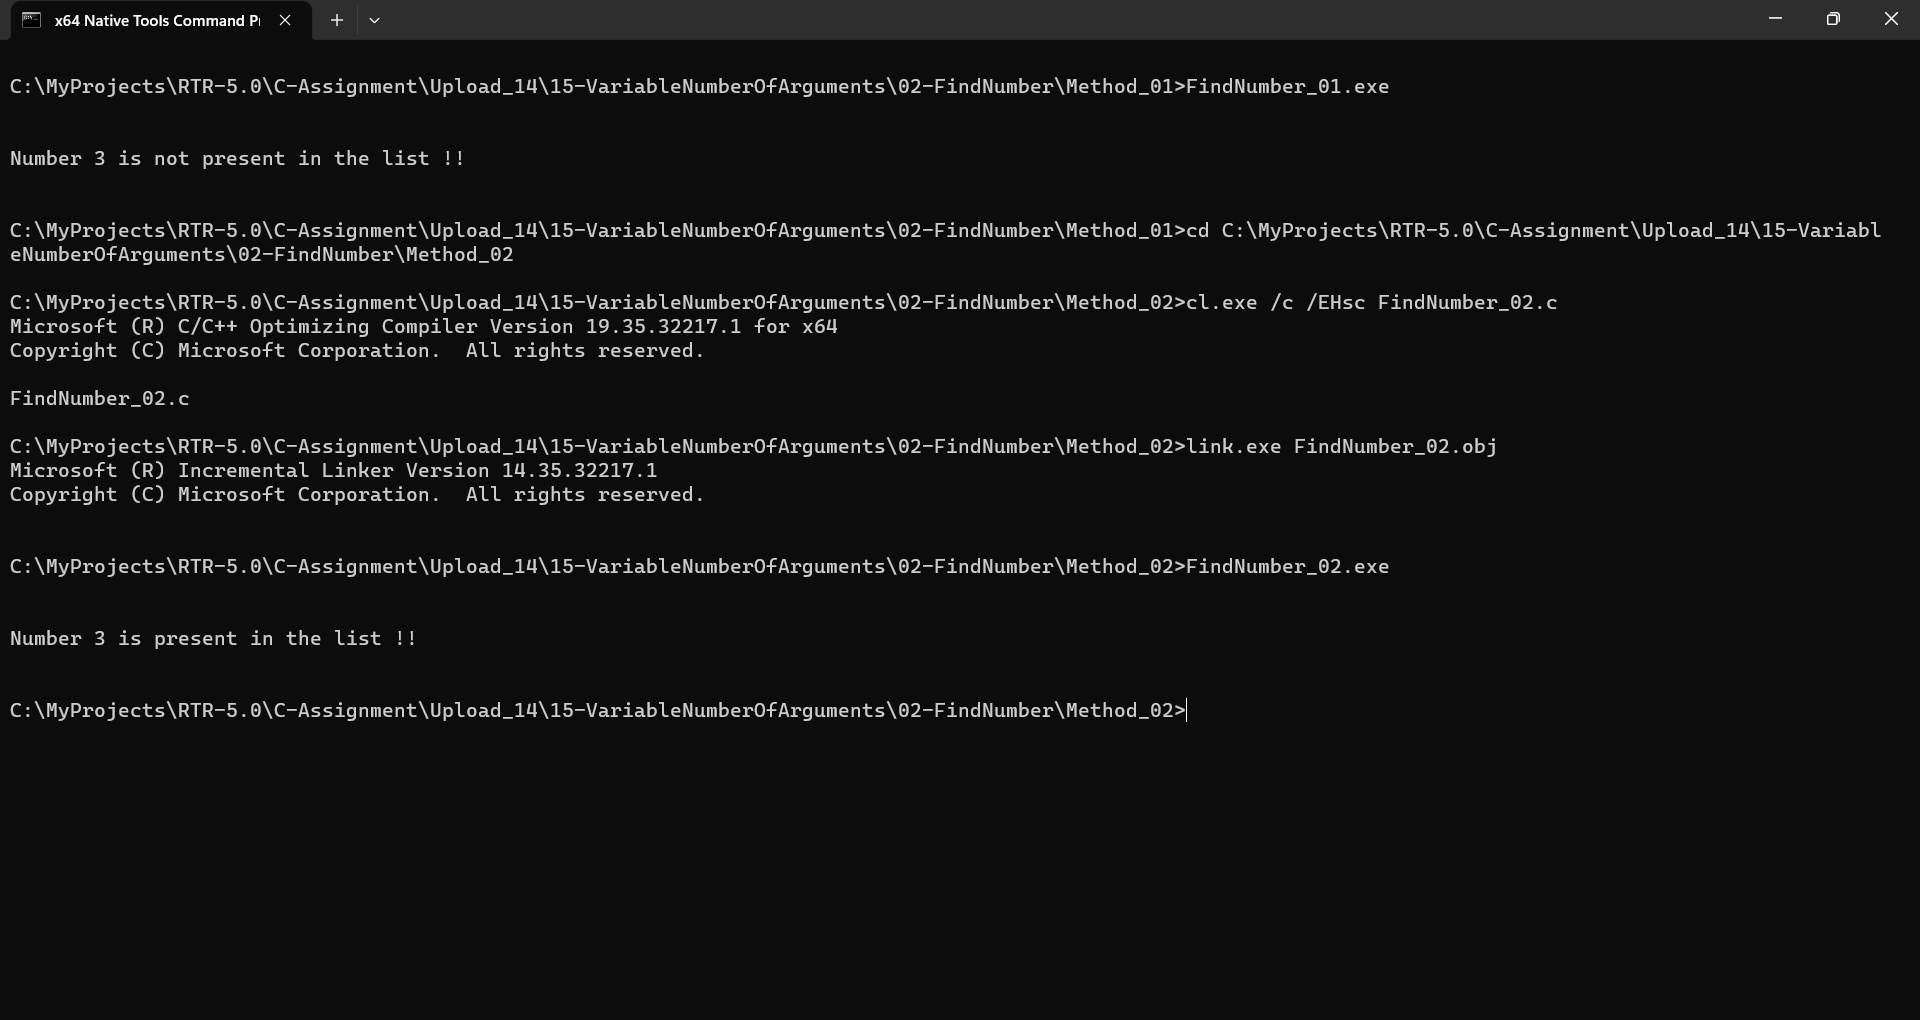 x64 Native Tools Command P
C:\MyProjects\RTR-5.0\C-Assignment\Upload_14\15-VariableNumberOfArguments\02-FindNumber\Method_01>FindNumber_01.exe
Number 3 is not present in the list !!
C:\MyProjects\RTR-5.0\C-Assignment\Upload_14\15-VariableNumberOfArguments\02-FindNumber\Method_01>cd C:\MyProjects\RTR-5.0\C-Assignment\Upload_14\15-Variabl
eNumberOfArguments\02-FindNumber\Method_02
C:\MyProjects\RTR-5.0\C-Assignment\Upload_14\15-VariableNumberOfArguments\02-FindNumber\Method_02>cl.exe /c /EHsc FindNumber_02.c
Microsoft (R) C/C++ Optimizing Compiler Version 19.35.32217.1 for x64
Copyright (C) Microsoft Corporation.  All rights reserved.
FindNumber_02.c
C:\MyProjects\RTR-5.0\C-Assignment\Upload_14\15-VariableNumberOfArguments\02-FindNumber\Method_02>link.exe FindNumber_02.obj
Microsoft (R) Incremental Linker Version 14.35.32217.1
Copyright (C) Microsoft Corporation.  All rights reserved.
C:\MyProjects\RTR-5.0\C-Assignment\Upload_14\15-VariableNumberOfArguments\02-FindNumber\Method_02>FindNumber_02.exe
Number 3 is present in the list !!
C:\MyProjects\RTR-5.0\C-Assignment\Upload_14\15-VariableNumberOfArguments\02-FindNumber\Method_02>